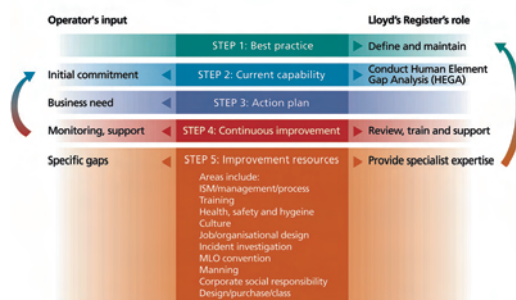 Operator's input
Lloyd's Register's role
STEP 1: Best practice
Define and maintain
Initial commitment
STEP 2: Current capability
Conduct Human Element
Gap Analysis (HEGA)
Business need
STEP 3: Action plan
Monitoring, support
STEP 4: Continuous improvement
Review, train and support
Specific gaps
STEP 5: Improvement resources
Provide specialist expertise
Areas include:
ISM/management/process
Training
Health, safety and hygeine
Culture
Job/organisational design
Incident investigation
MLO convention
Manning
Corporate social responsibility
Design/purchase/class